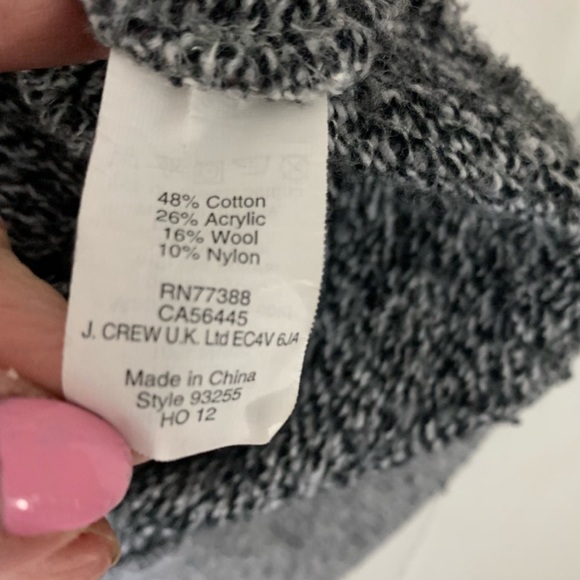 48% Cotton
26% Acrylic
16% Wool
10% Nylon
RN77388
CA56445
J. CREW U.K. Ltd EC4V 6JA
Made in China
Style 93255
HO 12